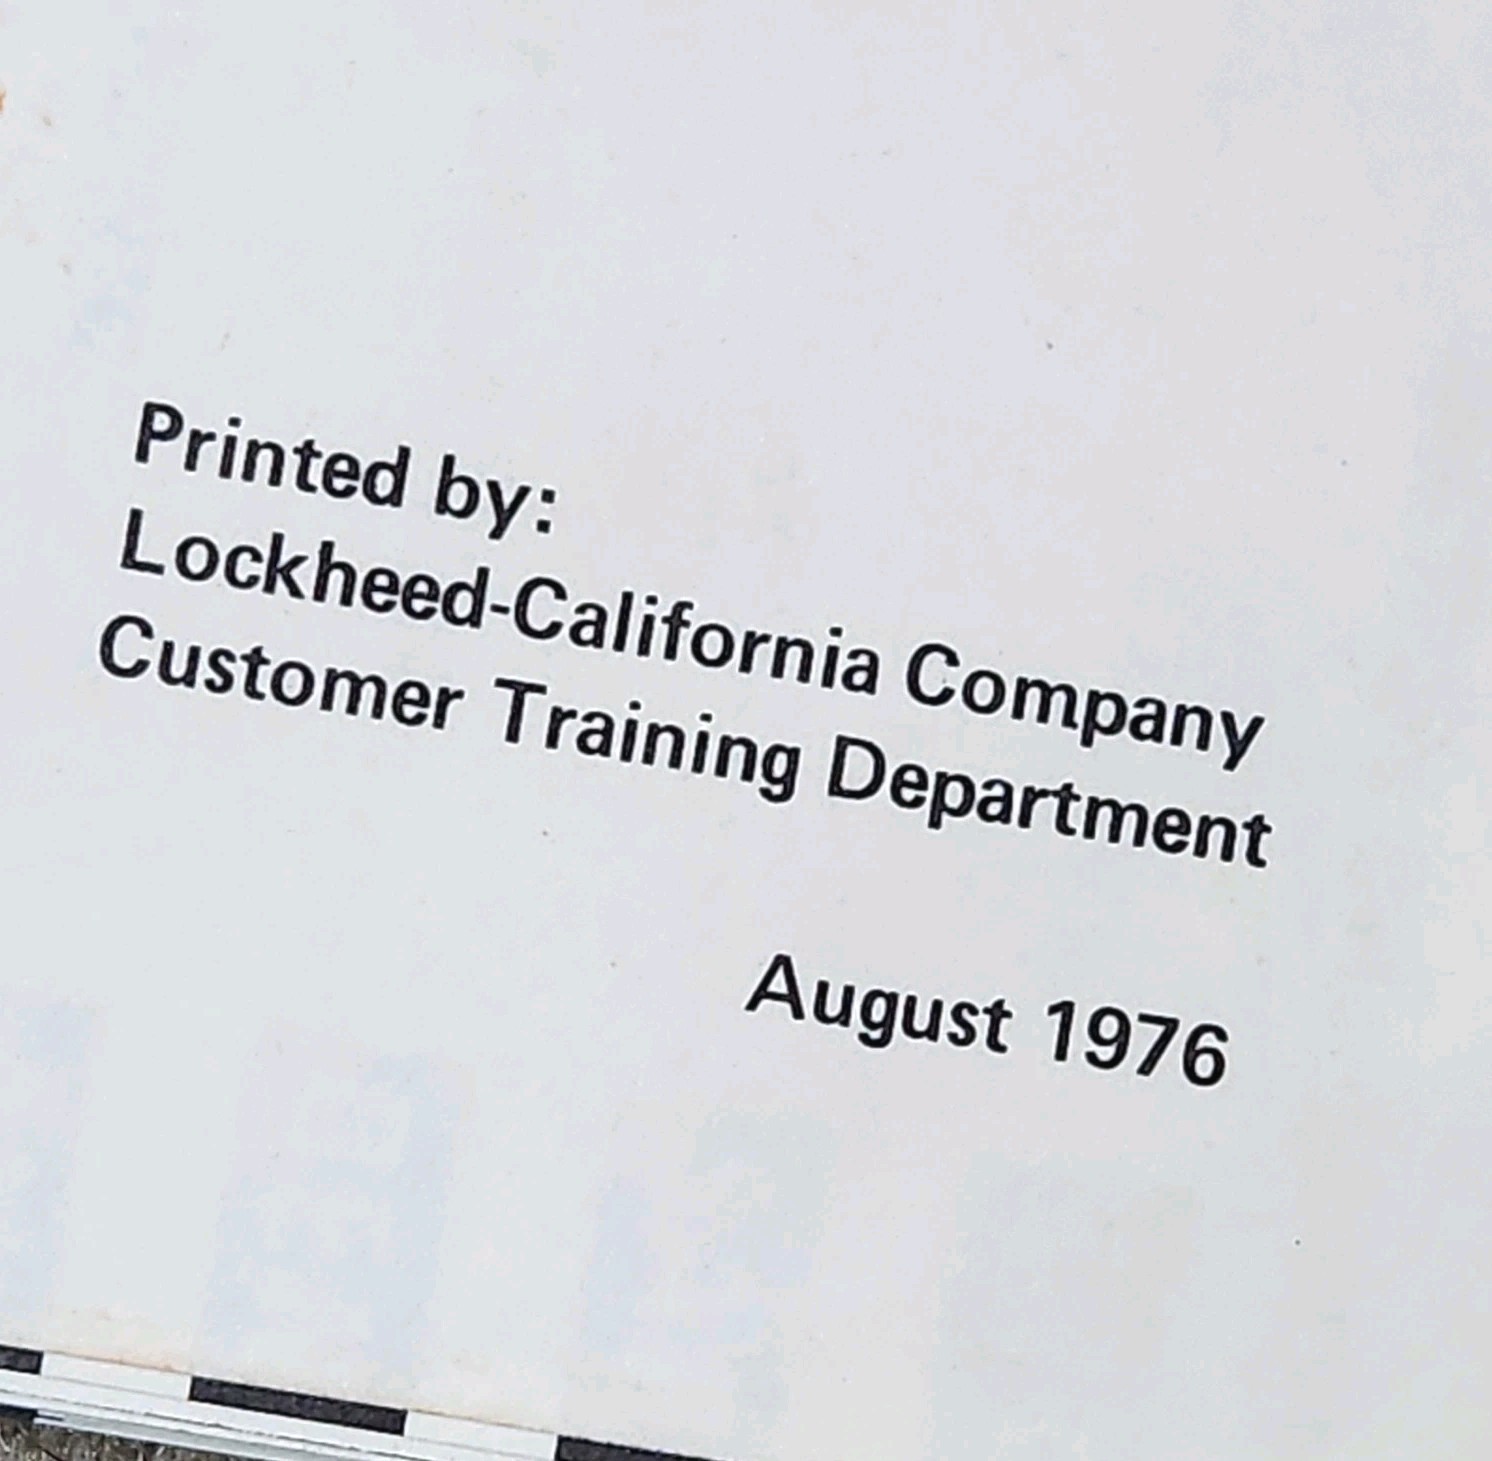 Printed by:
Lockheed-California Company
Customer Training Department
August 1976